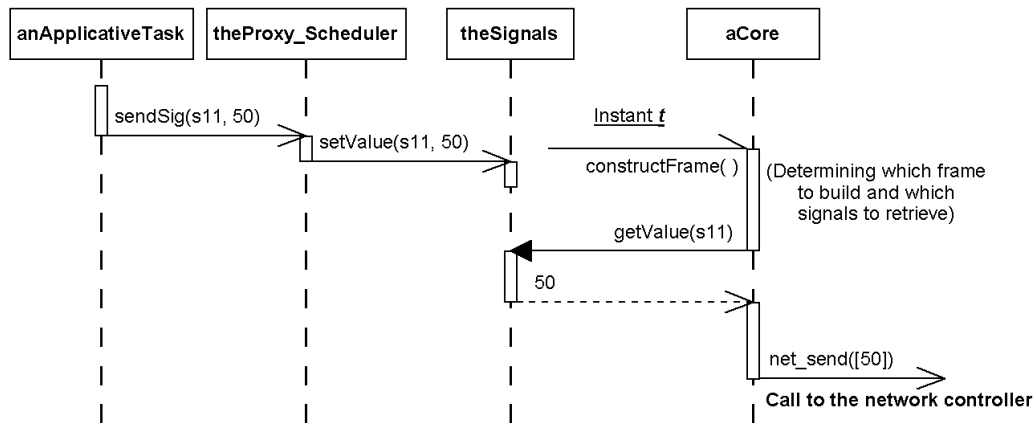 anApplicativeTask
theProxy_Scheduler
theSignals
aCore
sendSig(s11, 50)
setValue(s11, 50)
Instant t
constructFrame( )
(Determining which frame
to build and which
signals to retrieve)
getValue(s11)
50
net_send([50])
Call to the network controller